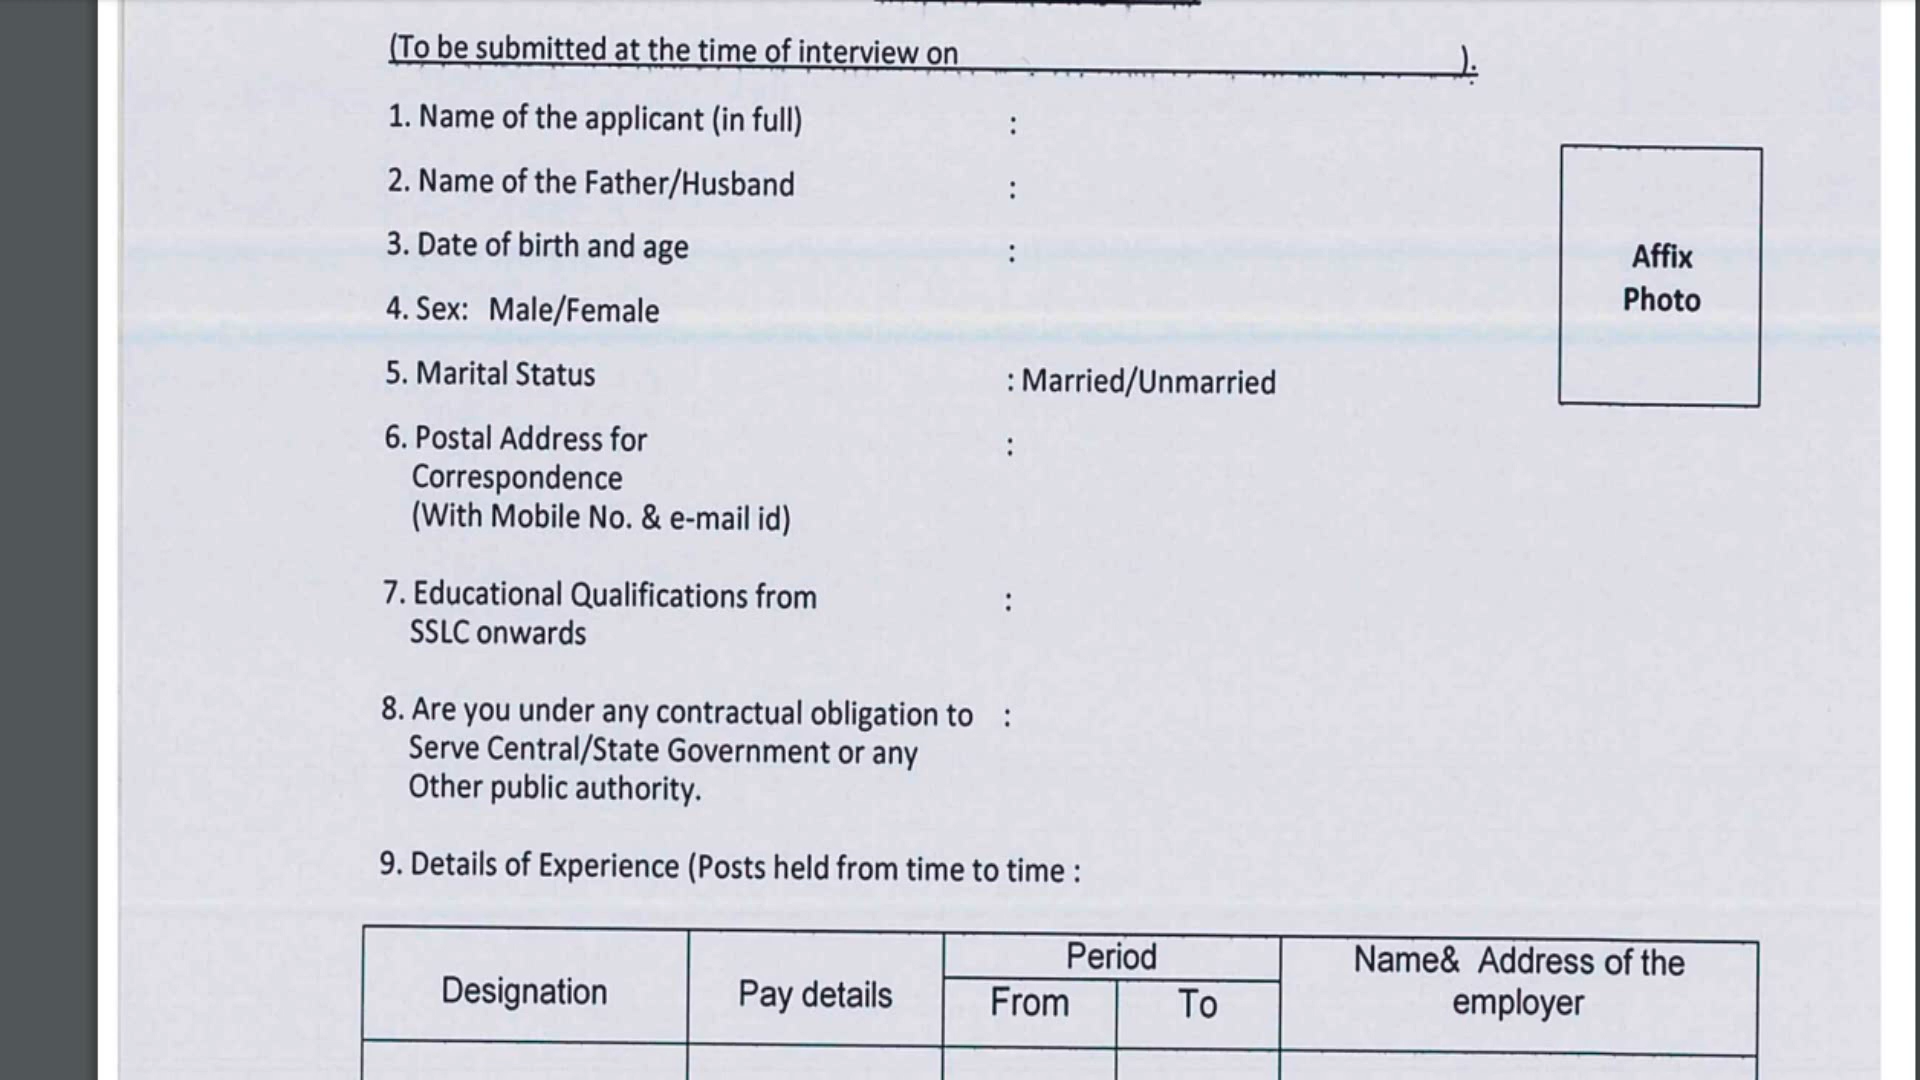 (To be submitted at the time of interview on ).
1. Name of the applicant (in full) :
2. Name of the Father/Husband :
3. Date of birth and age :
4. Sex: Male/Female
Affix
Photo
5. Marital Status : Married/Unmarried
6. Postal Address for :
Correspondence
(With Mobile No. & e-mail id)
7. Educational Qualifications from :
SSLC onwards
8. Are you under any contractual obligation to :
Serve Central/State Government or any
Other public authority.
9. Details of Experience (Posts held from time to time :
Designation
Pay details
Period
From To
Name& Address of the
employer